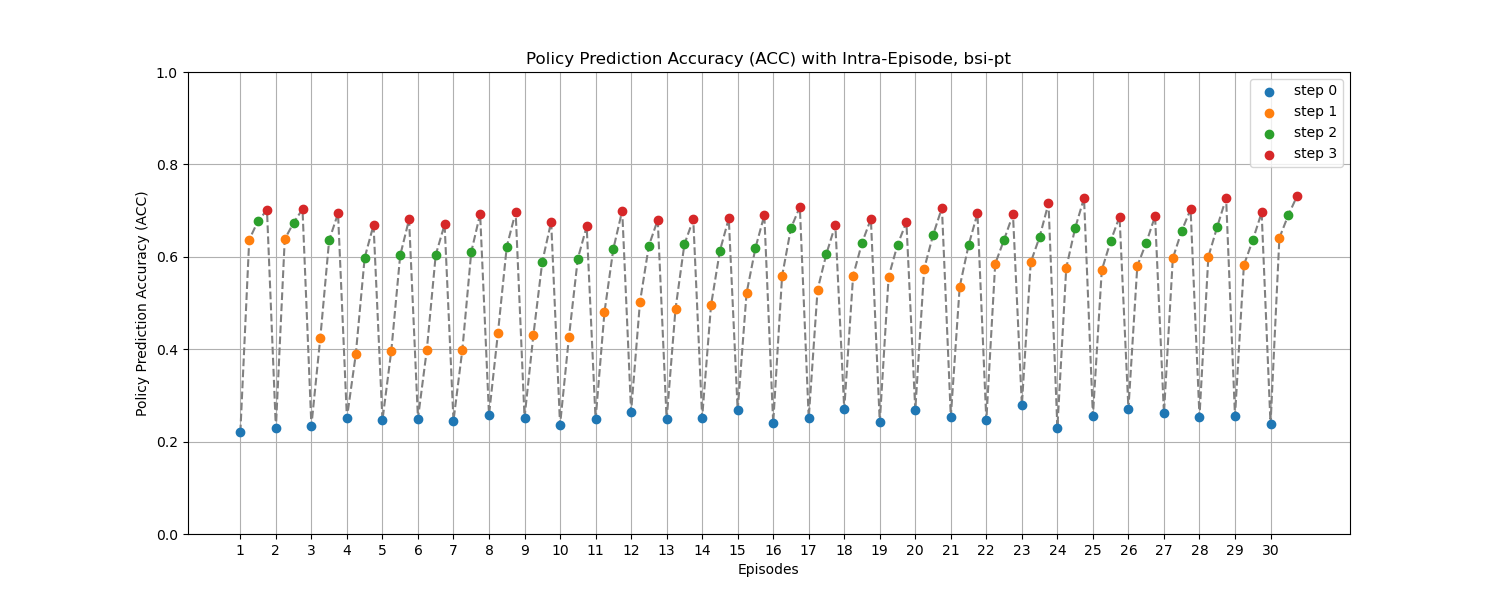 Policy Prediction Accuracy (ACC) with Intra-Episode, bsi-pt
Policy Prediction Accuracy (ACC)
1.0
0.8
0.6
0.4
0.2
0.0
step 0
step 1
step 2
step 3
1 2 3 4 5 6 7 8 9 10 11 12 13 14 15 16 17 18 19 20 21 22 23 24 25 26 27 28 29 30
Episodes